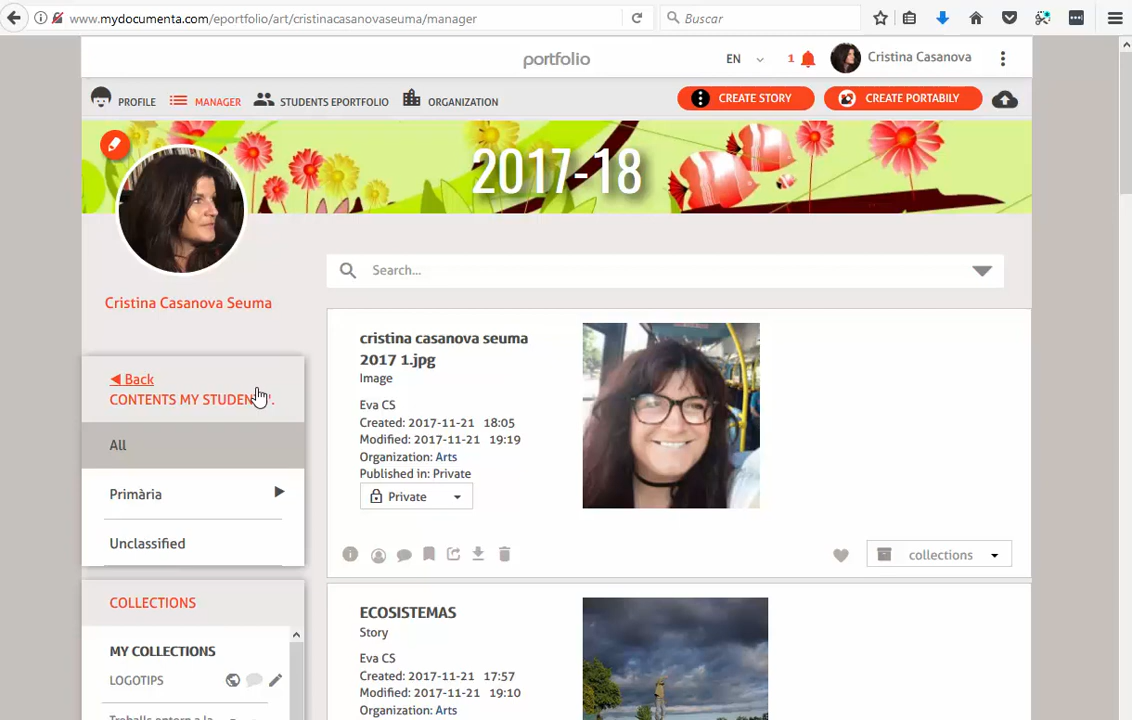 www.mydocumenta.com/eportfolio/art/cristinacasanovaseuma/manager
Buscar
portfolio
EN
1
Cristina Casanova
PROFILE
MANAGER
STUDENTS EPORTFOLIO
ORGANIZATION
CREATE STORY
CREATE PORTABILY
2017-18
Search...
Cristina Casanova Seuma
◀ Back
CONTENTS MY STUDEN
All
Primària
Unclassified
COLLECTIONS
MY COLLECTIONS
LOGOTIPS
cristina casanova seuma
2017 1.jpg
Image
Eva CS
Created: 2017-11-21 18:05
Modified: 2017-11-21 19:19
Organization: Arts
Published in: Private
Private
collections
ECOSISTEMAS
Story
Eva CS
Created: 2017-11-21 17:57
Modified: 2017-11-21 19:10
Organization: Arts